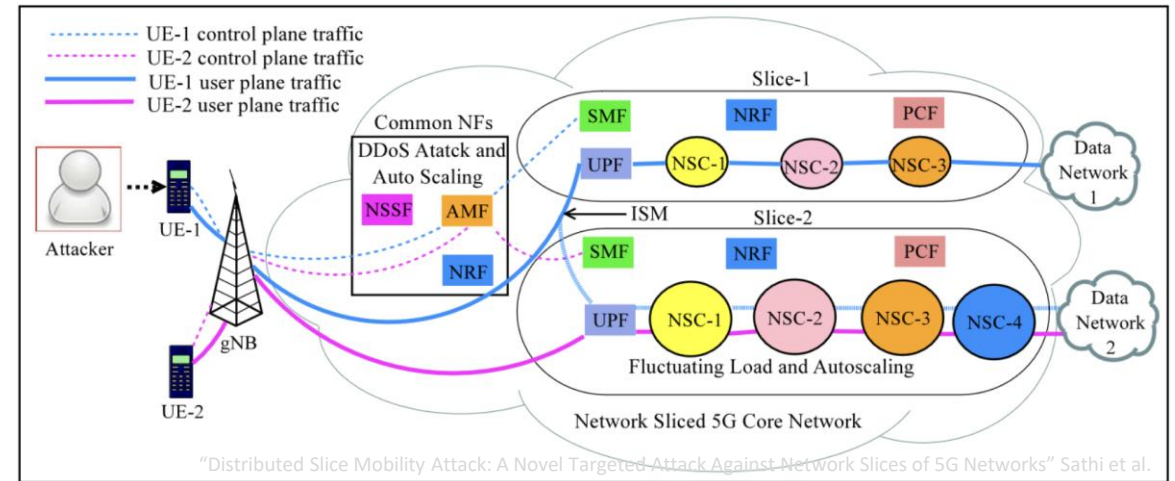 UE-1 control plane traffic
UE-2 control plane traffic
UE-1 user plane traffic
UE-2 user plane traffic
Attacker
UE-1
UE-2
gNB
Common NFs
DDoS Atatck and
Auto Scaling
NSSF
AMF
NRF
Slice-1
SMF
NRF
PCF
UPF
NSC-1
NSC-2
NSC-3
Data
Network
1
ISM
Slice-2
SMF
NRF
PCF
UPF
NSC-1
NSC-2
NSC-3
NSC-4
Data
Network
2
Fluctuating Load and Autoscaling
Network Sliced 5G Core Network
“Distributed Slice Mobility Attack: A Novel Targeted Attack Against Network Slices of 5G Networks” Sathi et al.